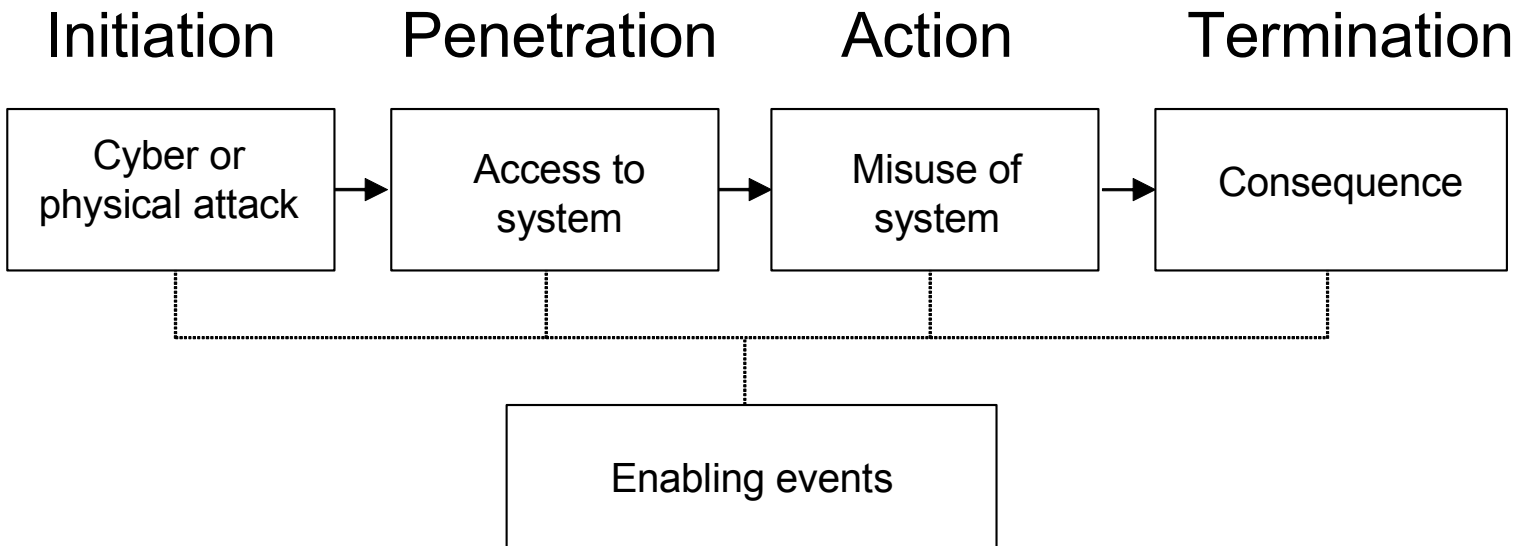 Initiation Penetration Action Termination
Cyber or
physical attack
Access to
system
Misuse of
system
Consequence
Enabling events